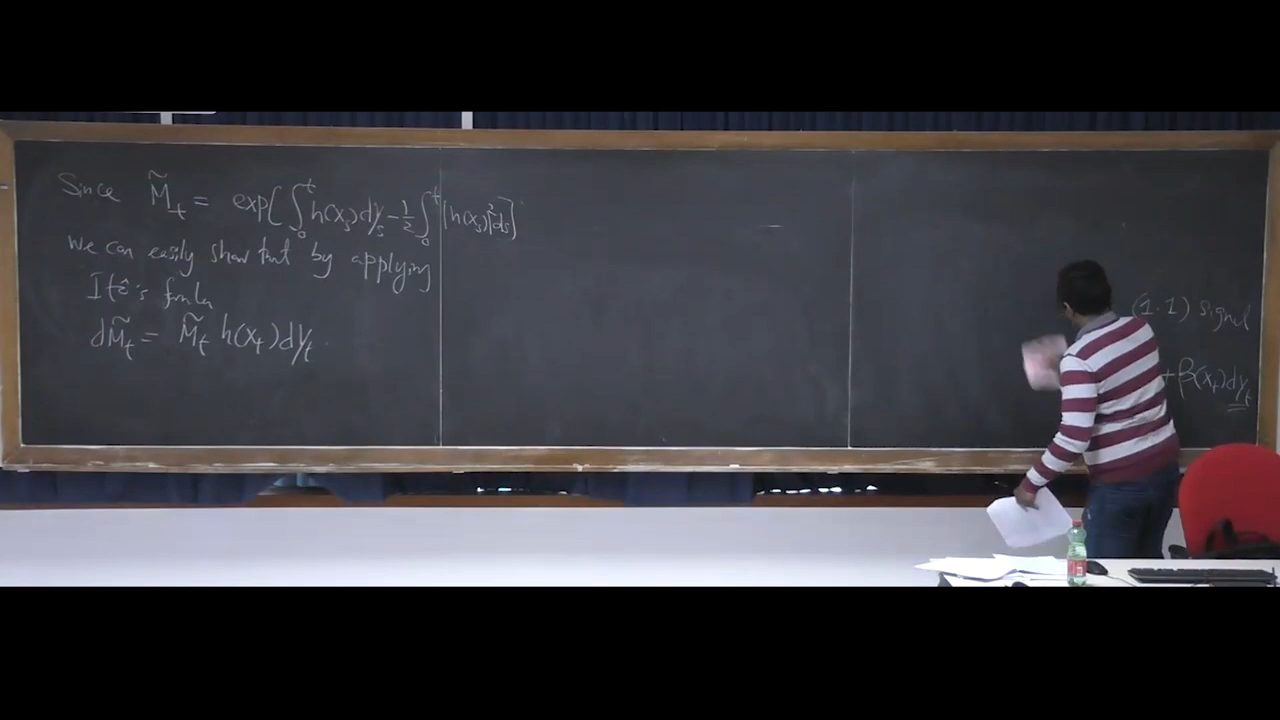 Since M̃_t = exp[∫_0^t h(X_s)dy_s - 1/2 ∫_0^t |h(X_s)|^2 ds]
we can easily show that by applying
Itô's formula
dM̃_t = M̃_t h(X_t)dy_t.
(1.1) signal
+ β(X_t)dy_t